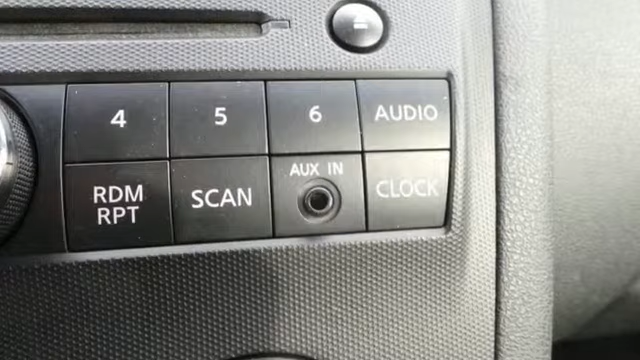 4 5 6 AUDIO
RDM
RPT
SCAN
AUX IN
CLOCK